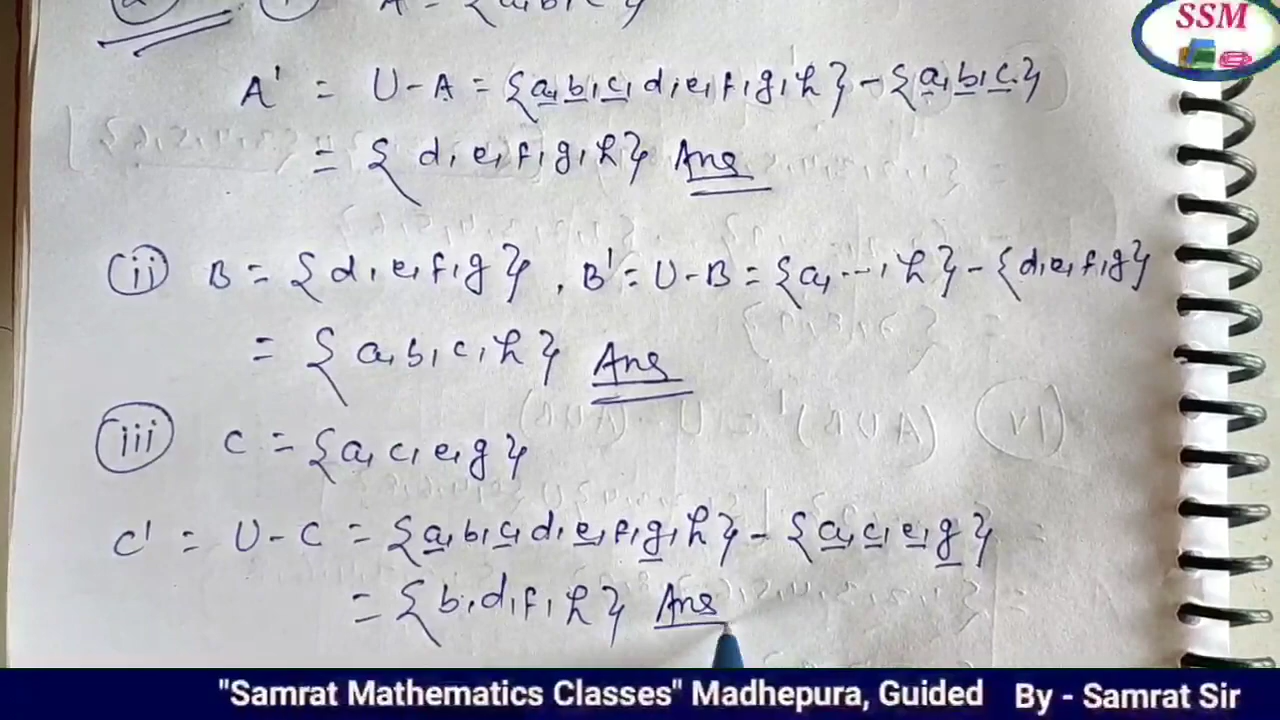 A = {a, b, c}
SSM
A' = U - A = {a, b, c, d, e, f, g, h} - {a, b, c}
= {d, e, f, g, h} Ans
(ii) B = {d, e, f, g}, B' = U - B = {a, ---, h} - {d, e, f, g}
= {a, b, c, h} Ans
(iii) C = {a, c, e, g}
C' = U - C = {a, b, c, d, e, f, g, h} - {a, c, e, g}
= {b, d, f, h} Ans
"Samrat Mathematics Classes" Madhepura, Guided By - Samrat Sir